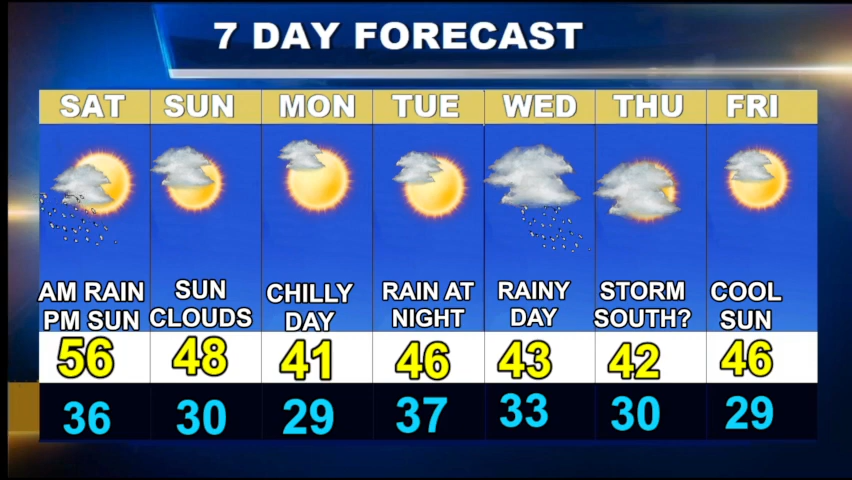 7 DAY FORECAST
SAT SUN MON TUE WED THU FRI
AM RAIN
PM SUN
SUN
CLOUDS
CHILLY
DAY
RAIN AT
NIGHT
RAINY
DAY
STORM
SOUTH?
COOL
SUN
56 48 41 46 43 42 46
36 30 29 37 33 30 29